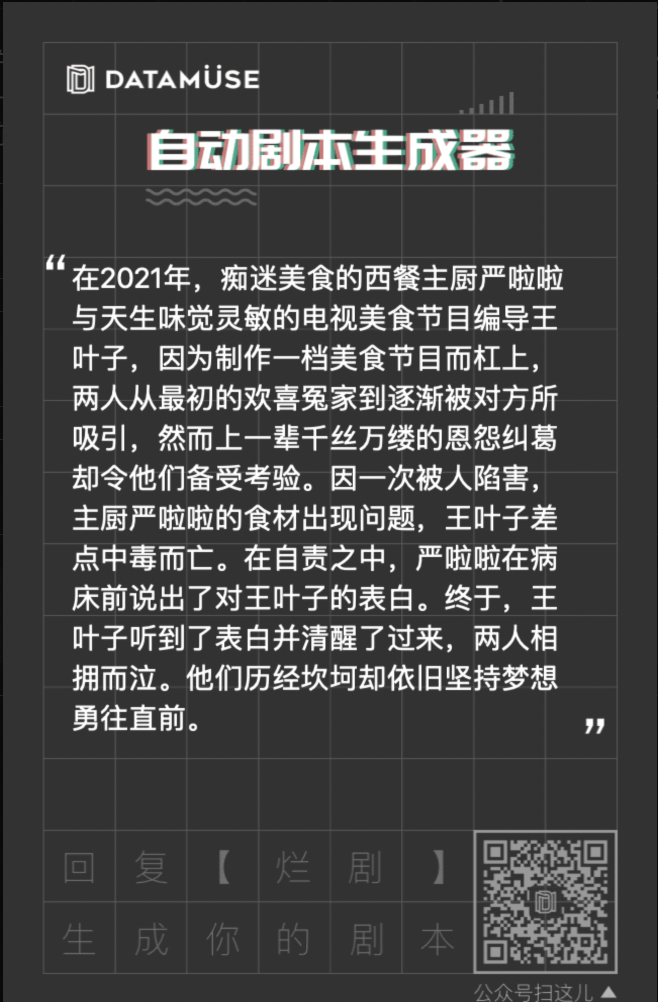 DATAMÜSE
自动剧本生成器
“在2021年，痴迷美食的西餐主厨严啦啦
与天生味觉灵敏的电视美食节目编导王
叶子，因为制作一档美食节目而杠上，
两人从最初的欢喜冤家到逐渐被对方所
吸引，然而上一辈千丝万缕的恩怨纠葛
却令他们备受考验。因一次被人陷害，
主厨严啦啦的食材出现问题，王叶子差
点中毒而亡。在自责之中，严啦啦在病
床前说出了对王叶子的表白。终于，王
叶子听到了表白并清醒了过来，两人相
拥而泣。他们历经坎坷却依旧坚持梦想
勇往直前。”
回复【烂剧】
生成你的剧本
公众号扫这儿▲